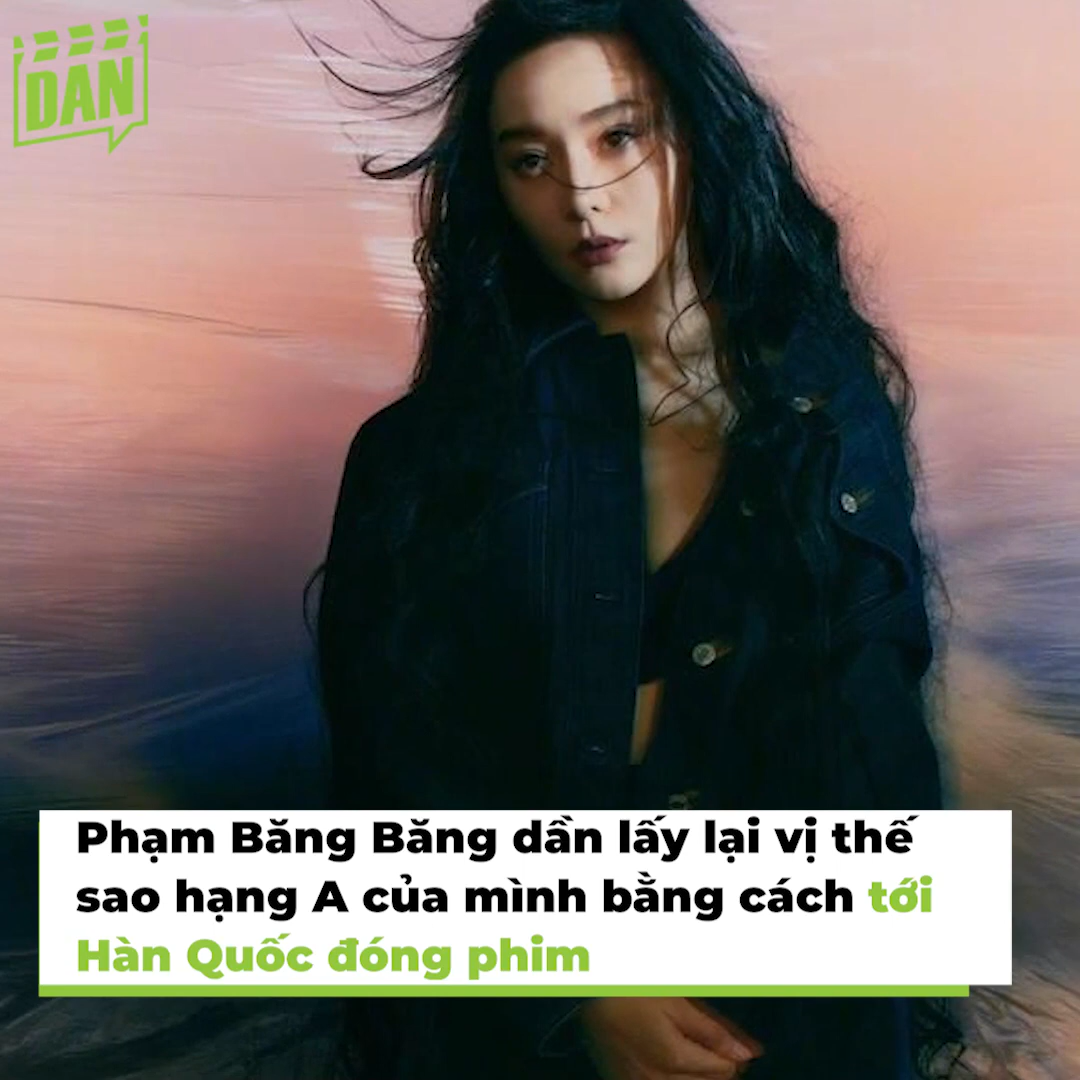 DAN
Phạm Băng Băng dần lấy lại vị thế
sao hạng A của mình bằng cách tới
Hàn Quốc đóng phim